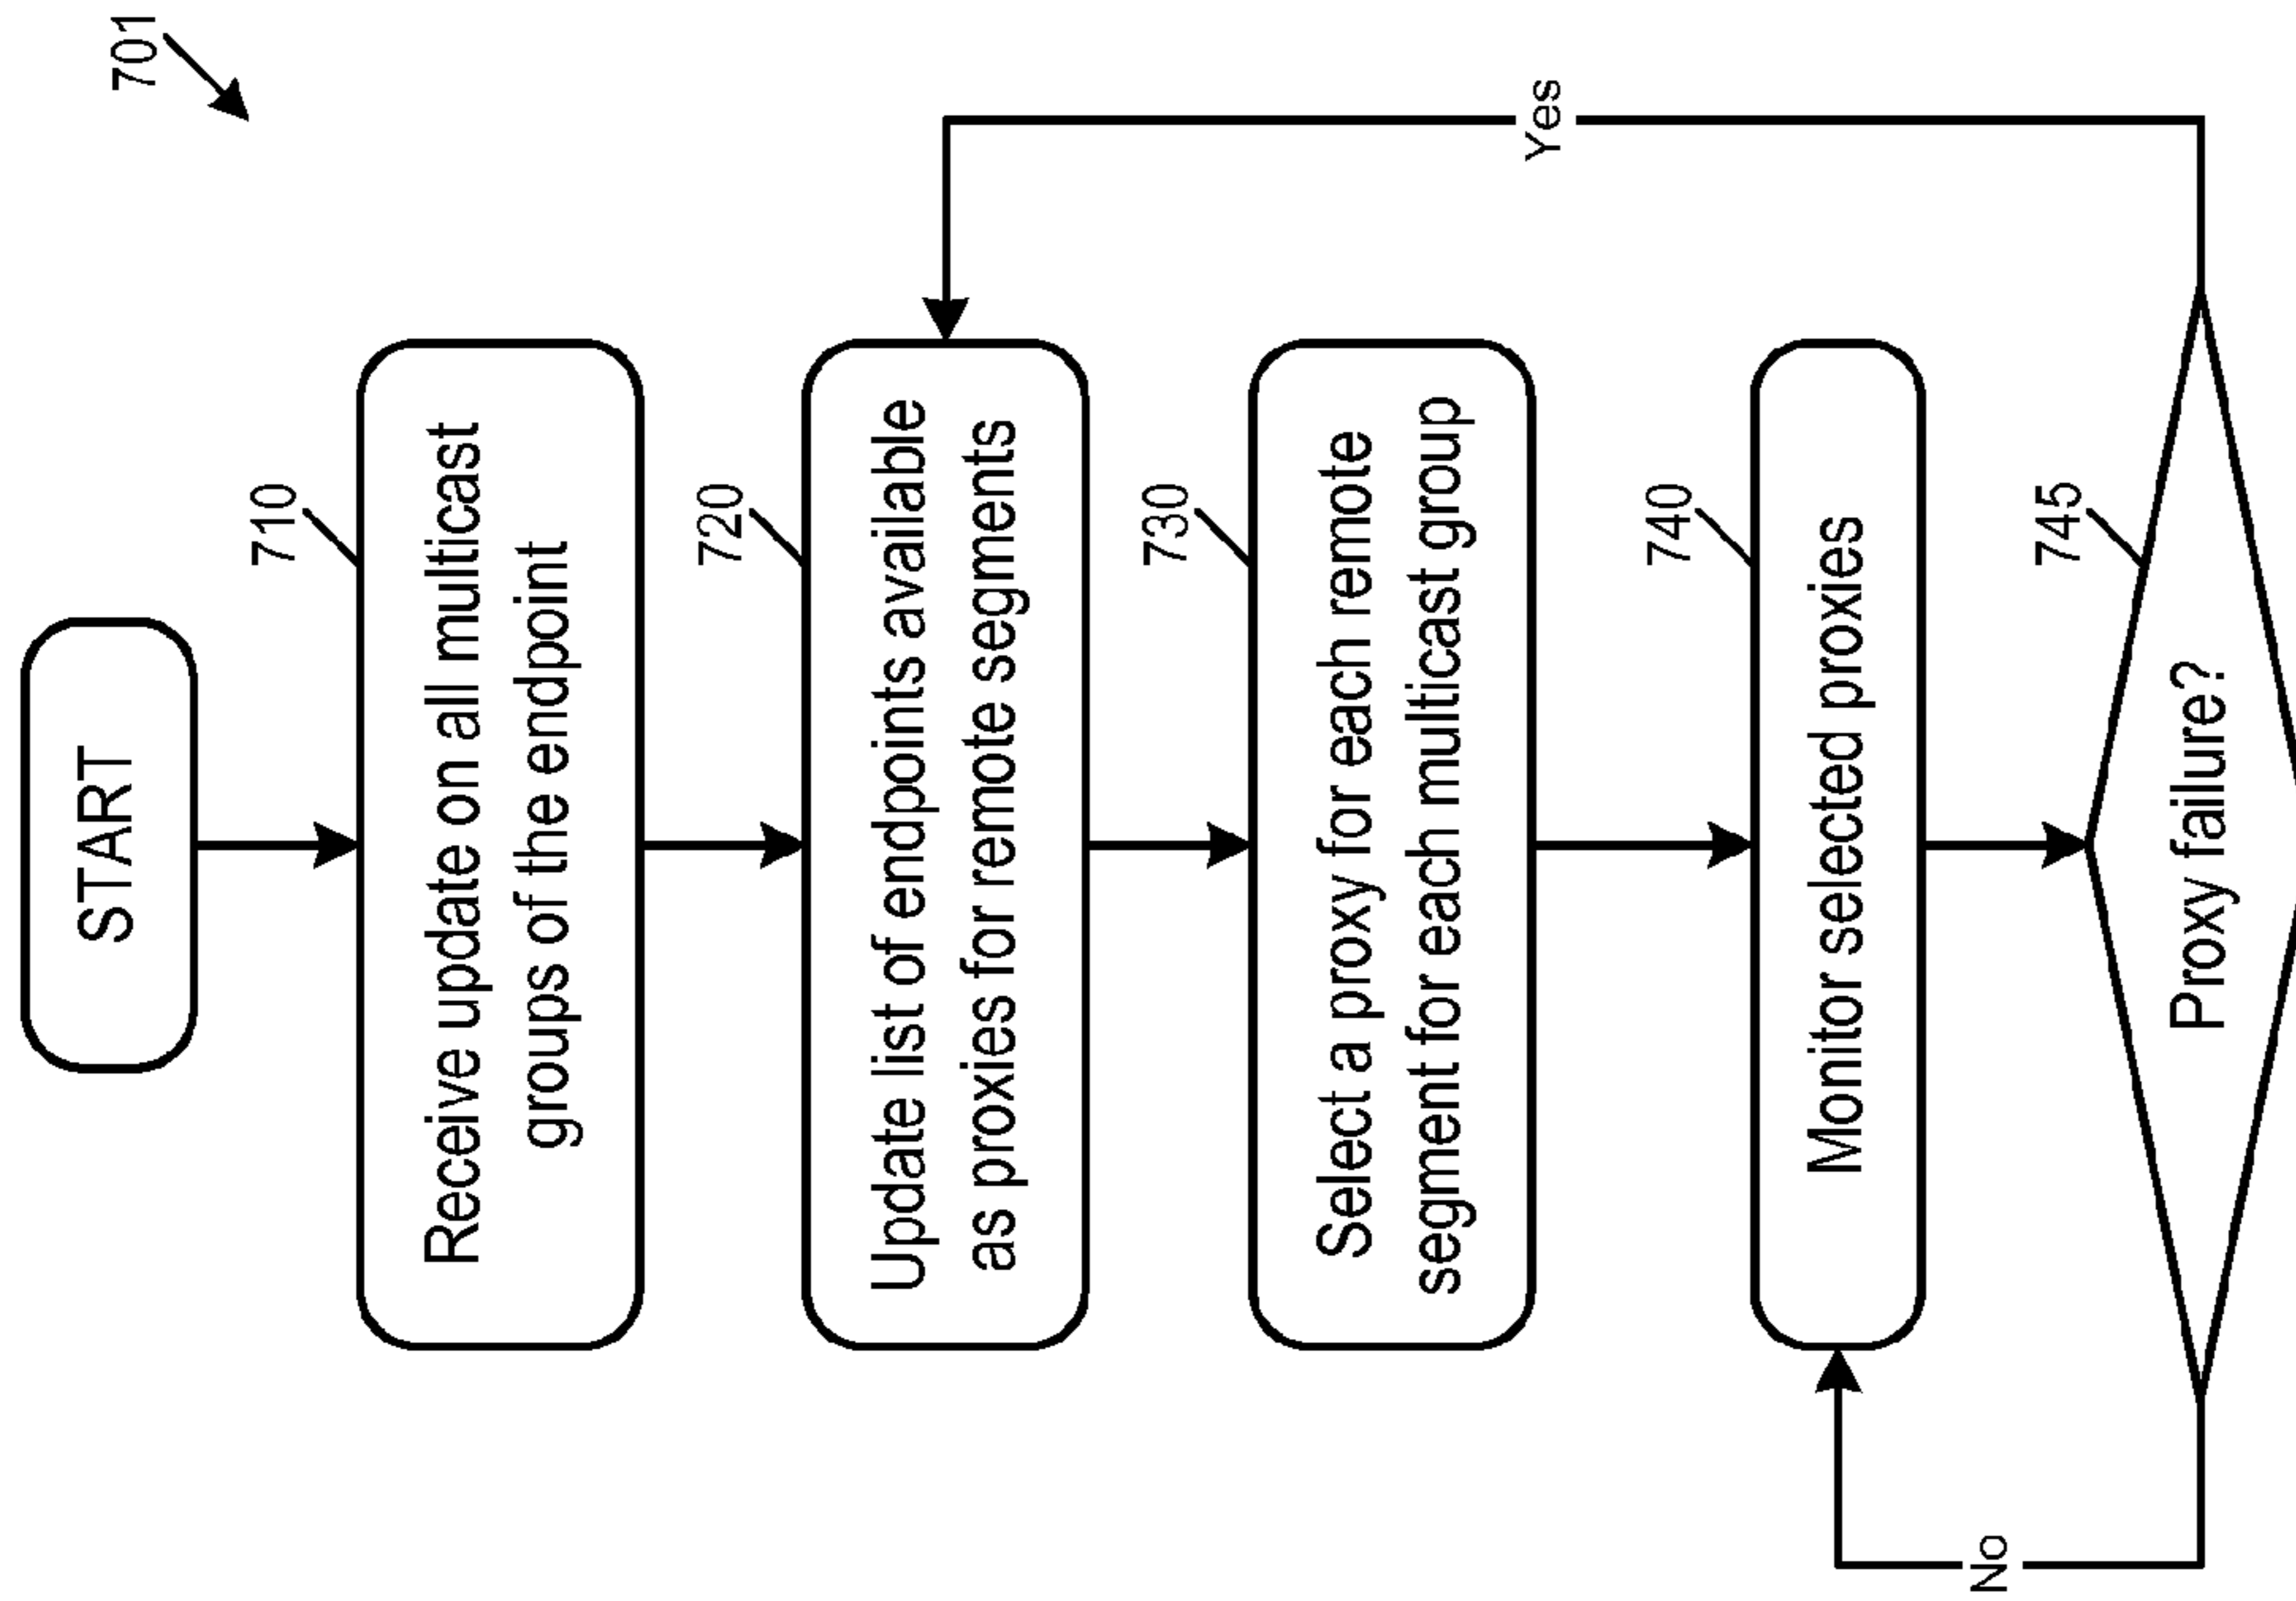 701
START
710
Receive update on all multicast
groups of the endpoint
720
Update list of endpoints available
as proxies for remote segments
730
Select a proxy for each remote
segment for each multicast group
740
Monitor selected proxies
745
Proxy failure?
Yes
No